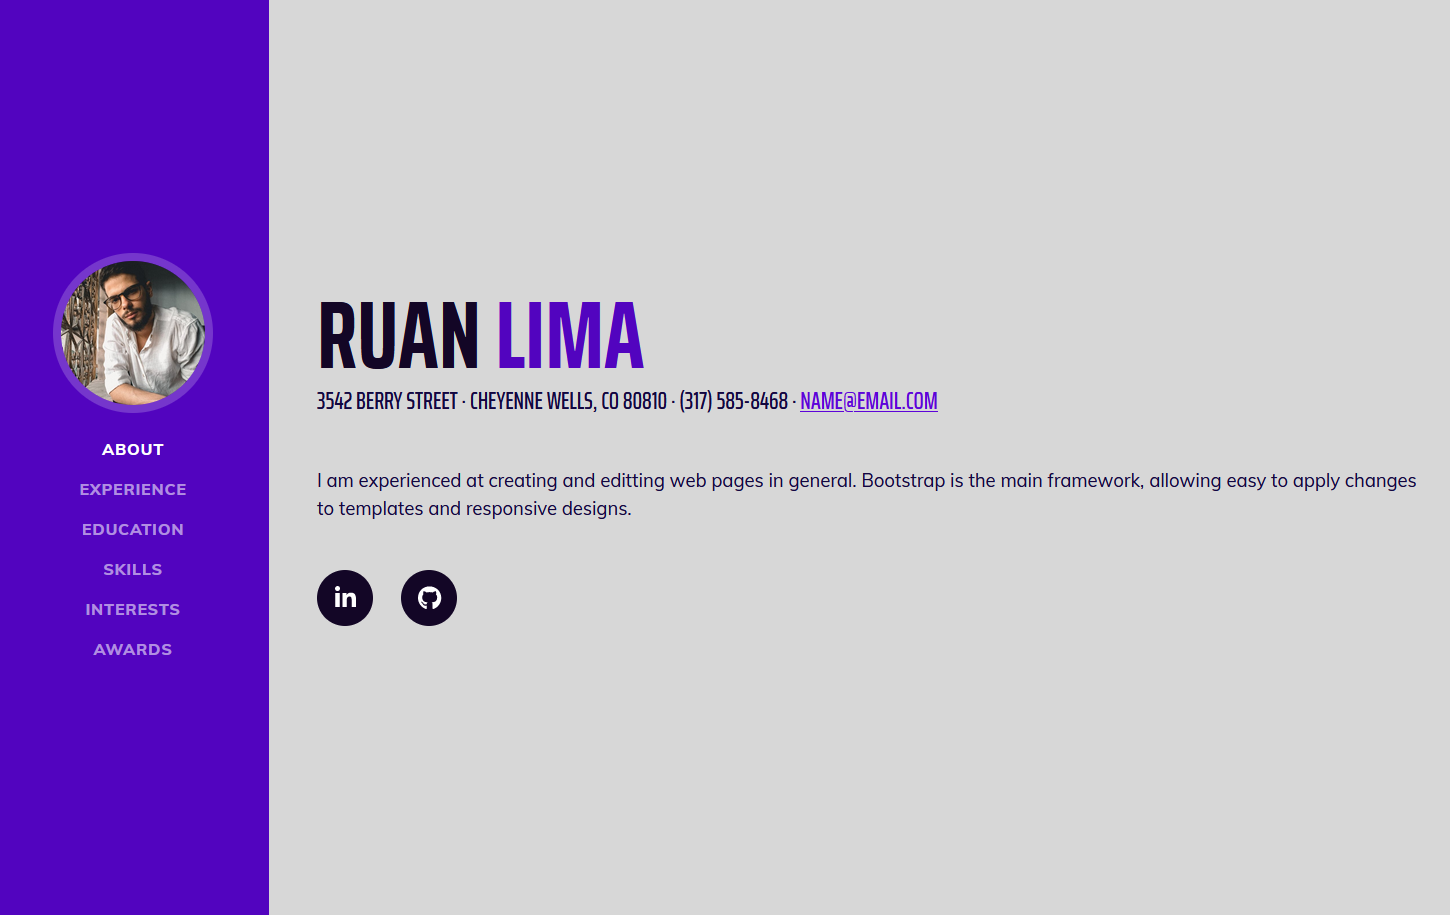 ABOUT
EXPERIENCE
EDUCATION
SKILLS
INTERESTS
AWARDS
RUAN LIMA
3542 BERRY STREET · CHEYENNE WELLS, CO 80810 · (317) 585-8468 · NAME@EMAIL.COM
I am experienced at creating and editting web pages in general. Bootstrap is the main framework, allowing easy to apply changes
to templates and responsive designs.
in